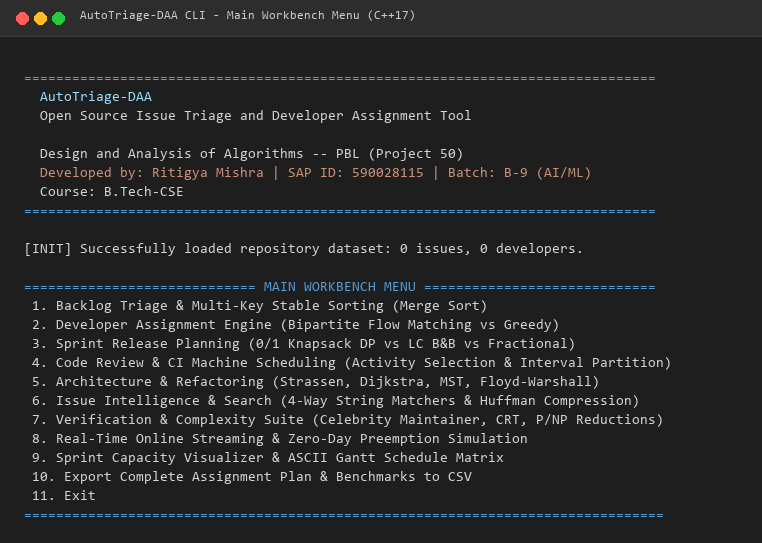 AutoTriage-DAA CLI - Main Workbench Menu (C++17)
===============================================================================
AutoTriage-DAA
Open Source Issue Triage and Developer Assignment Tool
Design and Analysis of Algorithms -- PBL (Project 50)
Developed by: Ritigya Mishra | SAP ID: 590028115 | Batch: B-9 (AI/ML)
Course: B.Tech-CSE
===============================================================================
[INIT] Successfully loaded repository dataset: 0 issues, 0 developers.
============================= MAIN WORKBENCH MENU =============================
1. Backlog Triage & Multi-Key Stable Sorting (Merge Sort)
2. Developer Assignment Engine (Bipartite Flow Matching vs Greedy)
3. Sprint Release Planning (0/1 Knapsack DP vs LC B&B vs Fractional)
4. Code Review & CI Machine Scheduling (Activity Selection & Interval Partition)
5. Architecture & Refactoring (Strassen, Dijkstra, MST, Floyd-Warshall)
6. Issue Intelligence & Search (4-Way String Matchers & Huffman Compression)
7. Verification & Complexity Suite (Celebrity Maintainer, CRT, P/NP Reductions)
8. Real-Time Online Streaming & Zero-Day Preemption Simulation
9. Sprint Capacity Visualizer & ASCII Gantt Schedule Matrix
10. Export Complete Assignment Plan & Benchmarks to CSV
11. Exit
================================================================================